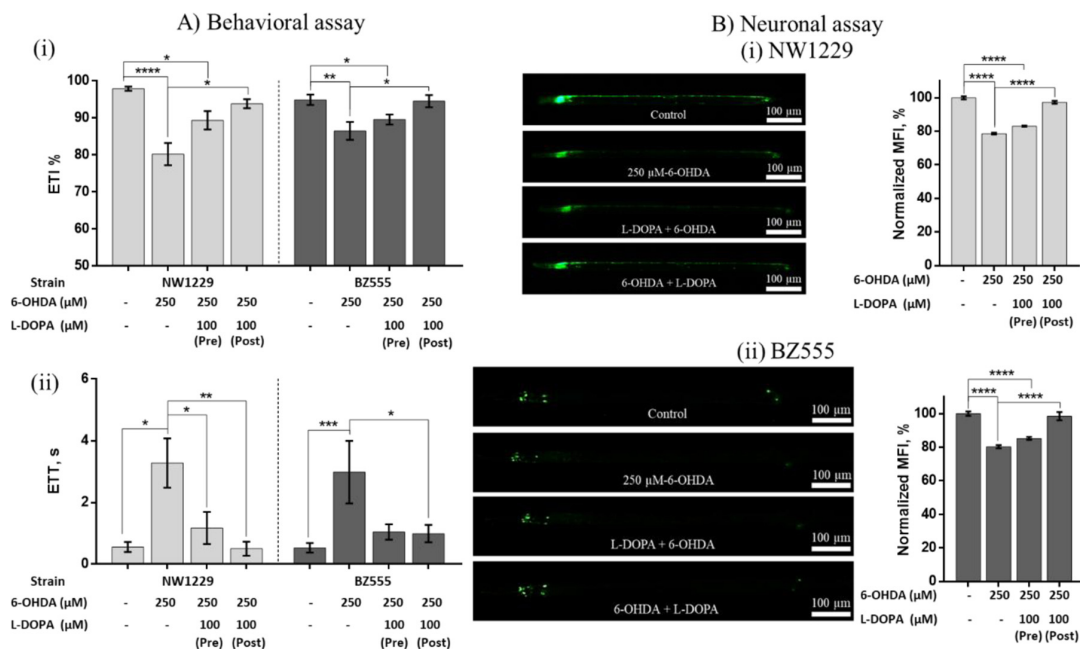 A) Behavioral assay
(i)
* **** * * ** *
ETI %
100
90
80
70
60
50
Strain NW1229 BZ555
6-OHDA (μM) - 250 250 250 - 250 250 250
L-DOPA (μM) - - 100 100 - - 100 100
(Pre) (Post) (Pre) (Post)
(ii)
** * * * ***
ETT, s
6
4
2
0
Strain NW1229 BZ555
6-OHDA (μM) - 250 250 250 - 250 250 250
L-DOPA (μM) - - 100 100 - - 100 100
(Pre) (Post) (Pre) (Post)
B) Neuronal assay
(i) NW1229
Control 100 μm
250 μM-6-OHDA 100 μm
L-DOPA + 6-OHDA 100 μm
6-OHDA + L-DOPA 100 μm
**** **** ****
Normalized MFI, %
100
80
60
40
20
0
6-OHDA (μM) - 250 250 250
L-DOPA (μM) - - 100 100
(Pre) (Post)
(ii) BZ555
Control 100 μm
250 μM-6-OHDA 100 μm
L-DOPA + 6-OHDA 100 μm
6-OHDA + L-DOPA 100 μm
**** **** ****
Normalized MFI, %
100
80
60
40
20
0
6-OHDA (μM) - 250 250 250
L-DOPA (μM) - - 100 100
(Pre) (Post)